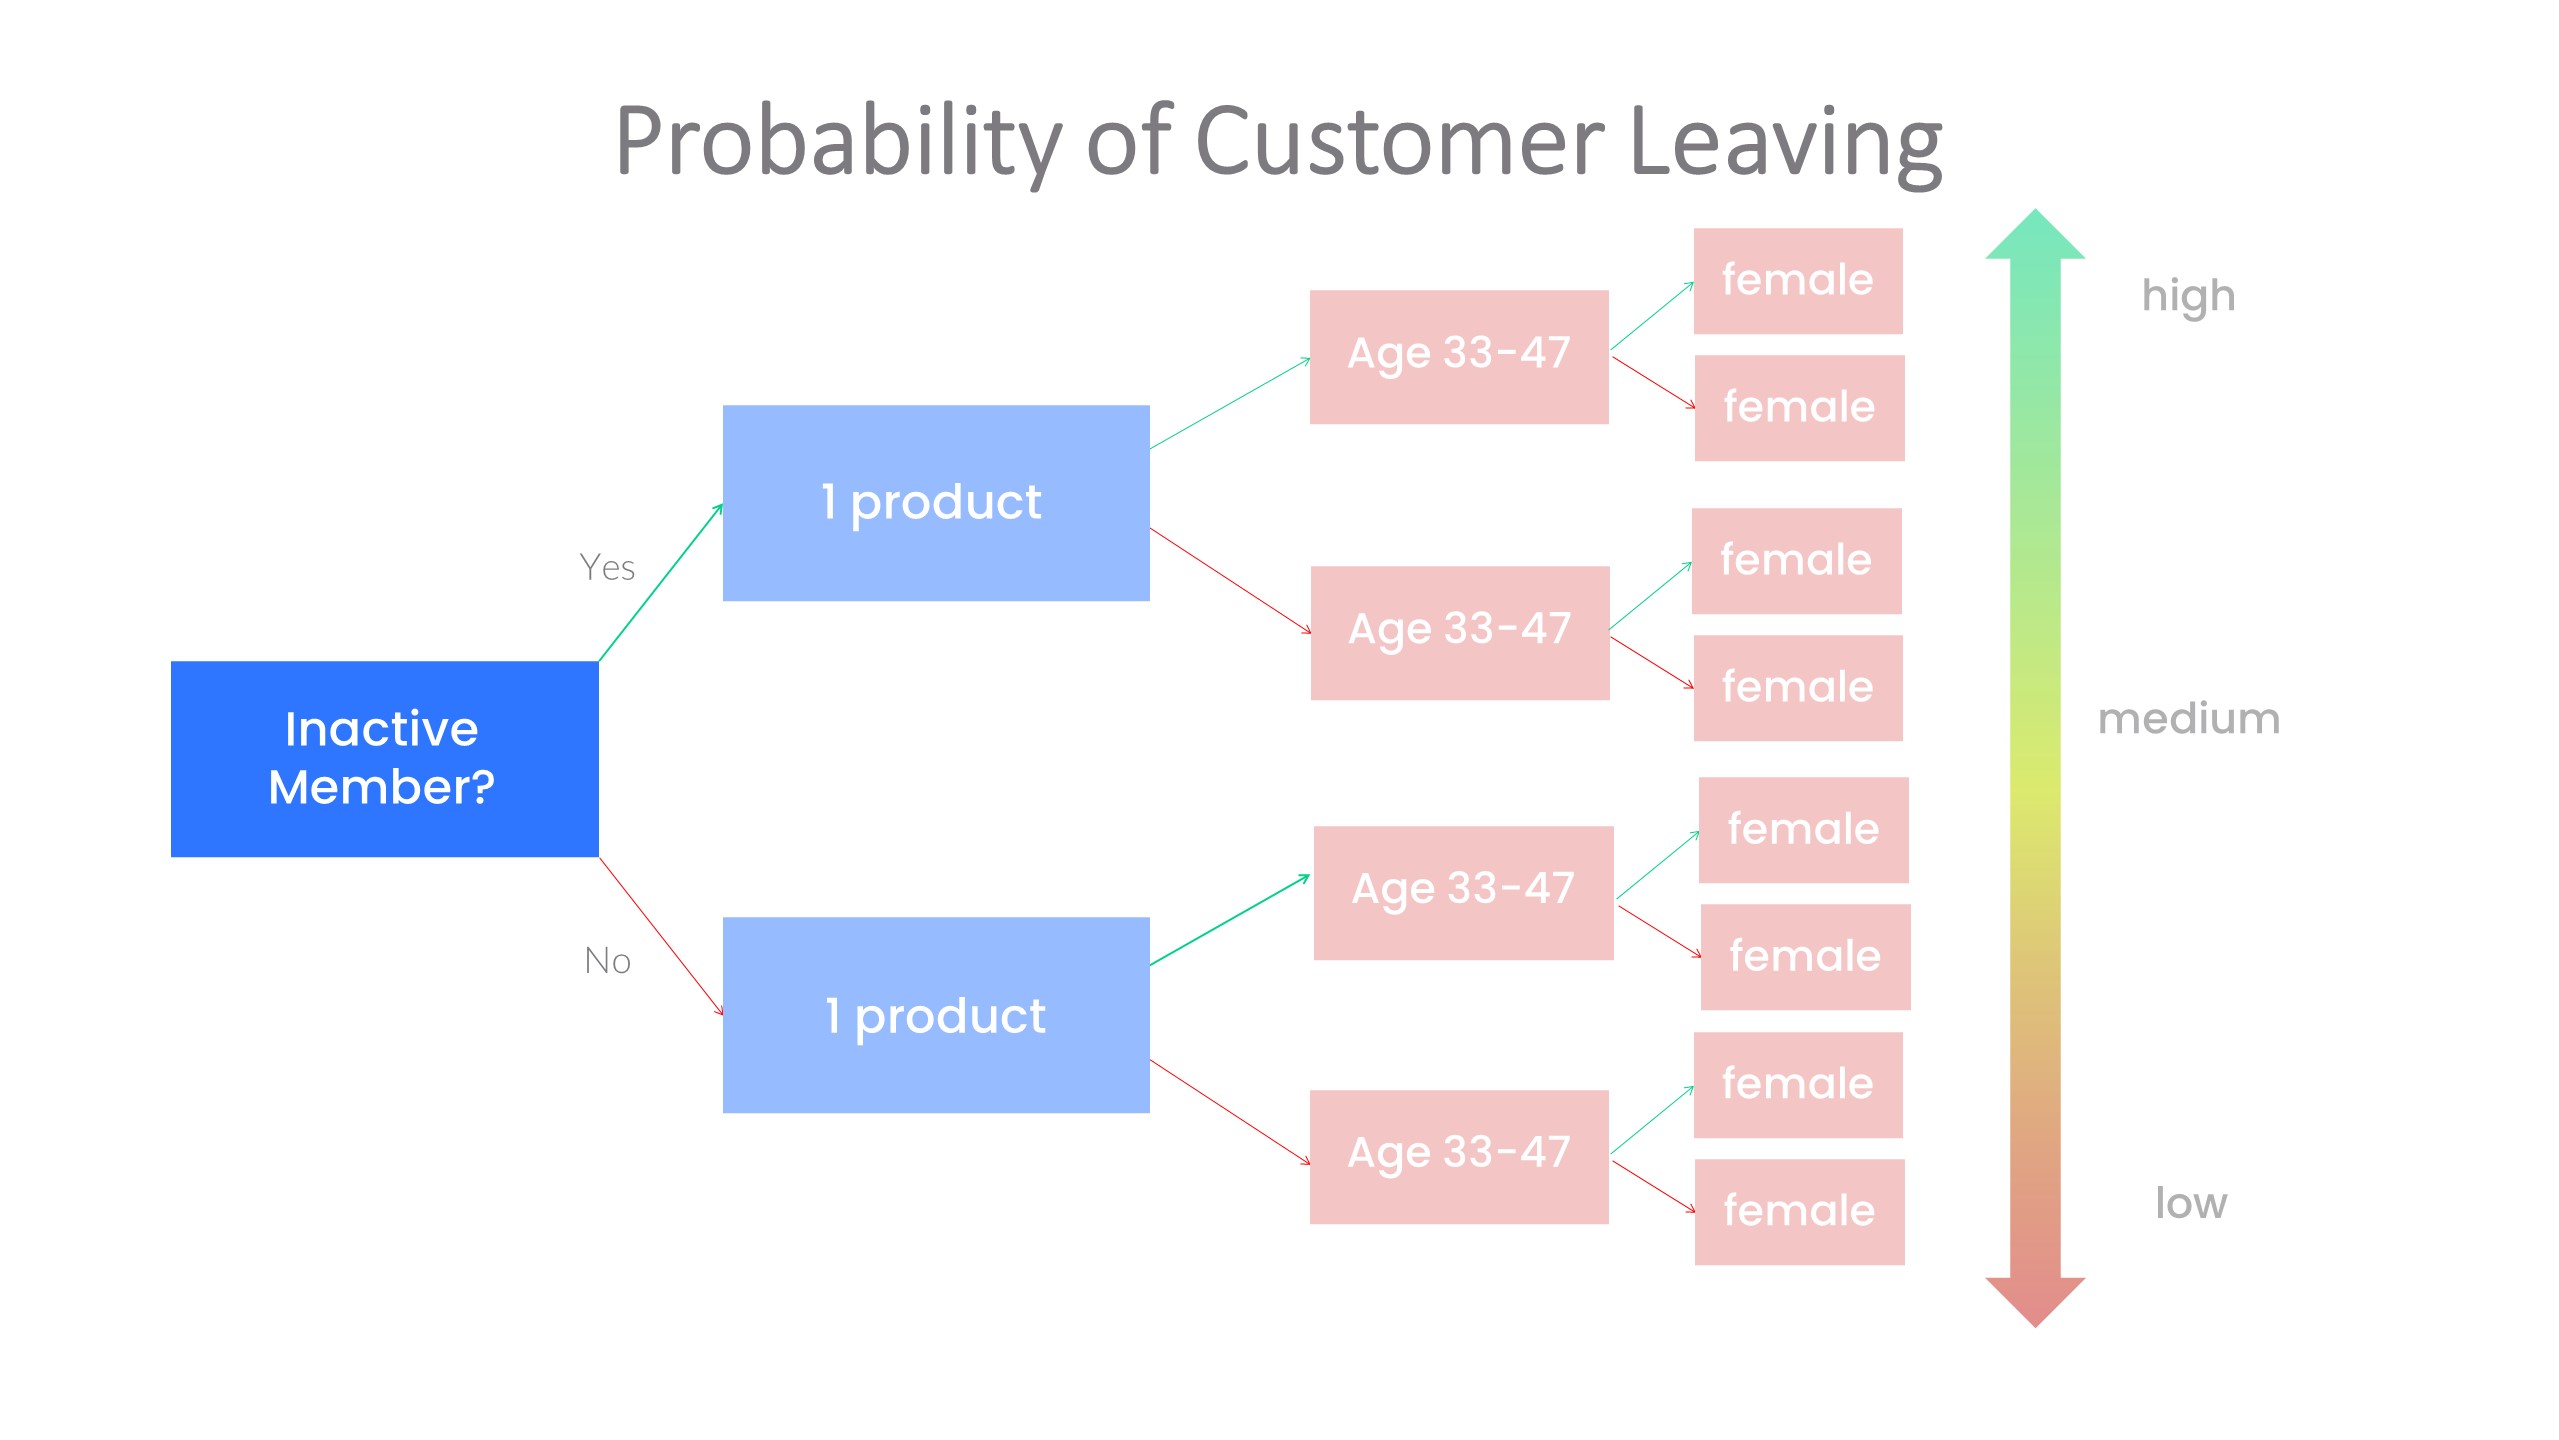 Probability of Customer Leaving
female
high
Age 33-47
female
1 product
female
Yes
Age 33-47
female
Inactive
Member?
medium
female
Age 33-47
female
No
1 product
female
Age 33-47
female
low